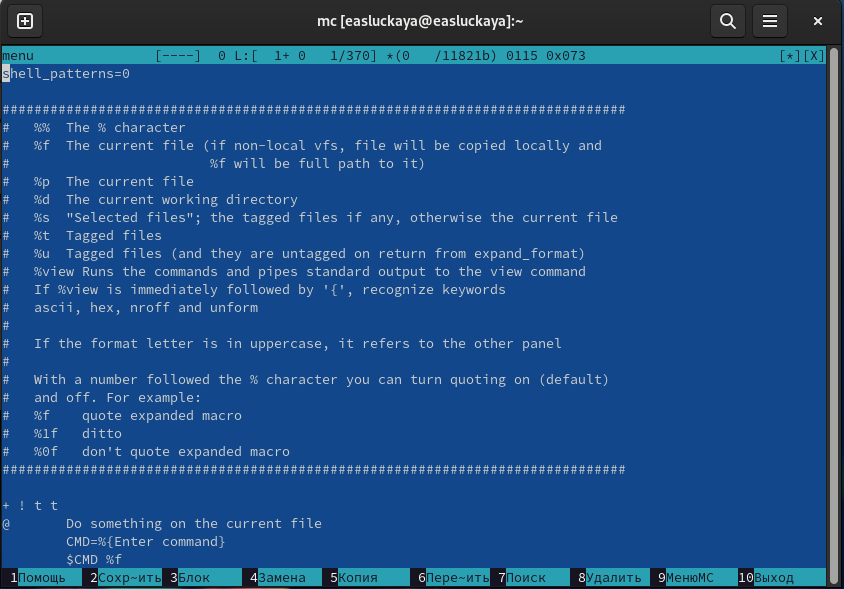 mc [easluckaya@easluckaya]:~
menu               [----]  0 L:[  1+ 0   1/370] *(0   /11821b) 0115 0x073                        [*][X]
shell_patterns=0
##############################################################################
#   %%  The % character
#   %f  The current file (if non-local vfs, file will be copied locally and
#                         %f will be full path to it)
#   %p  The current file
#   %d  The current working directory
#   %s  "Selected files"; the tagged files if any, otherwise the current file
#   %t  Tagged files
#   %u  Tagged files (and they are untagged on return from expand_format)
#   %view Runs the commands and pipes standard output to the view command
#   If %view is immediately followed by '{', recognize keywords
#   ascii, hex, nroff and unform
#
#   If the format letter is in uppercase, it refers to the other panel
#
#   With a number followed the % character you can turn quoting on (default)
#   and off. For example:
#   %f    quote expanded macro
#   %1f   ditto
#   %0f   don't quote expanded macro
##############################################################################
+ ! t t
@       Do something on the current file
        CMD=%{Enter command}
        $CMD %f
1Помощь  2Сохр~ить 3Блок  4Замена  5Копия  6Пере~ить 7Поиск  8Удалить  9МенюMC  10Выход